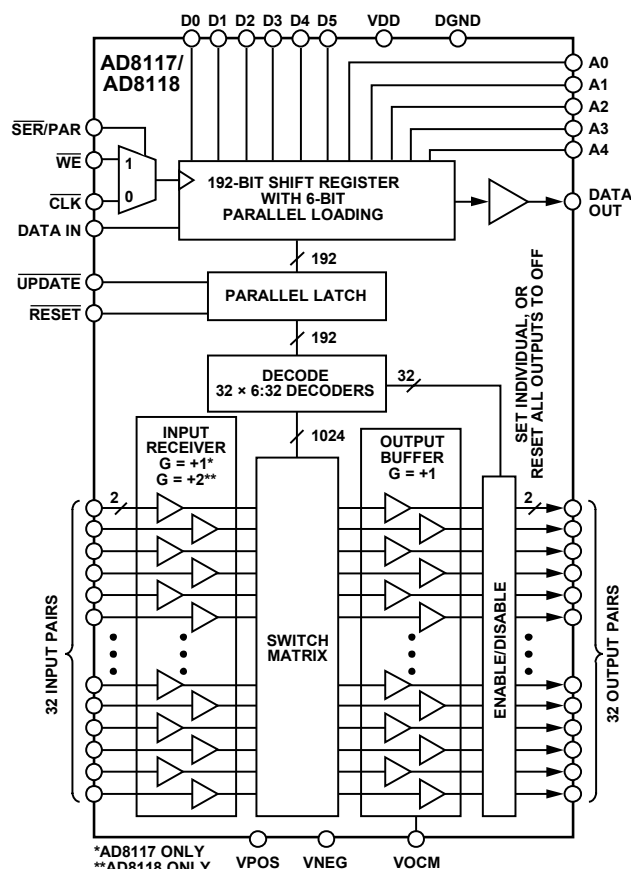 D0 D1 D2 D3 D4 D5 VDD DGND
AD8117/
AD8118
A0
A1
A2
A3
A4
SER/PAR
WE
CLK
DATA IN
1
0
192-BIT SHIFT REGISTER
WITH 6-BIT
PARALLEL LOADING
DATA
OUT
192
UPDATE
RESET
PARALLEL LATCH
192
DECODE
32 × 6:32 DECODERS
32
SET INDIVIDUAL, OR
RESET ALL OUTPUTS TO OFF
1024
INPUT
RECEIVER
G = +1*
G = +2**
OUTPUT
BUFFER
G = +1
2
2
32 INPUT PAIRS
SWITCH
MATRIX
ENABLE/DISABLE
32 OUTPUT PAIRS
*AD8117 ONLY
**AD8118 ONLY
VPOS VNEG VOCM